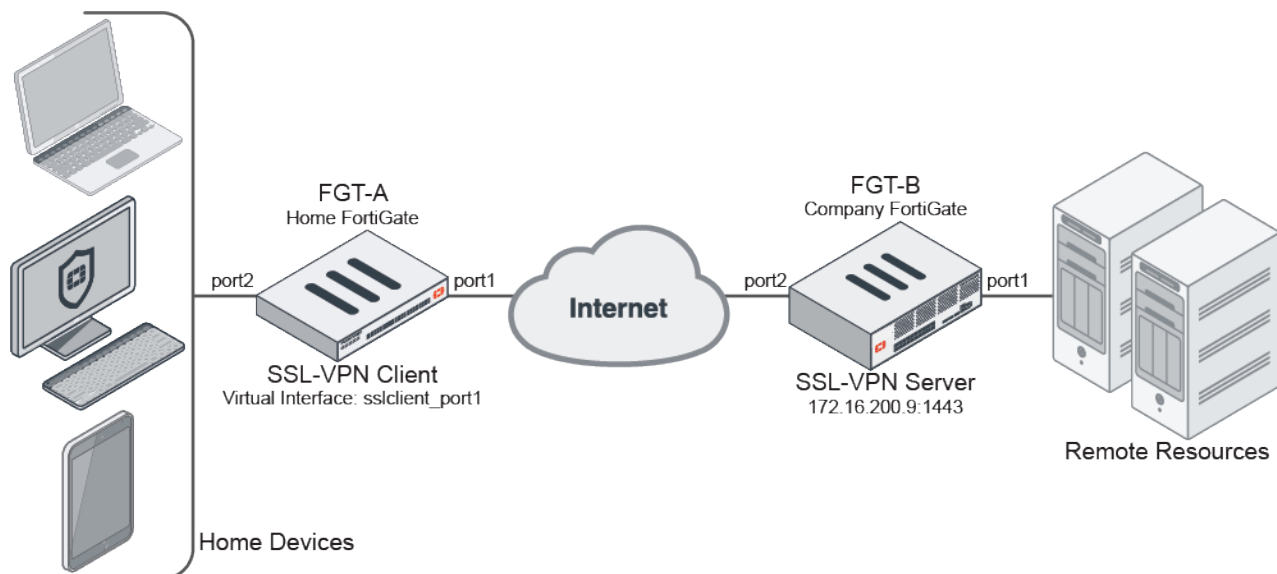 FGT-A
Home FortiGate
port2
port1
SSL-VPN Client
Virtual Interface: sslclient_port1
Internet
FGT-B
Company FortiGate
port2
port1
SSL-VPN Server
172.16.200.9:1443
Remote Resources
Home Devices